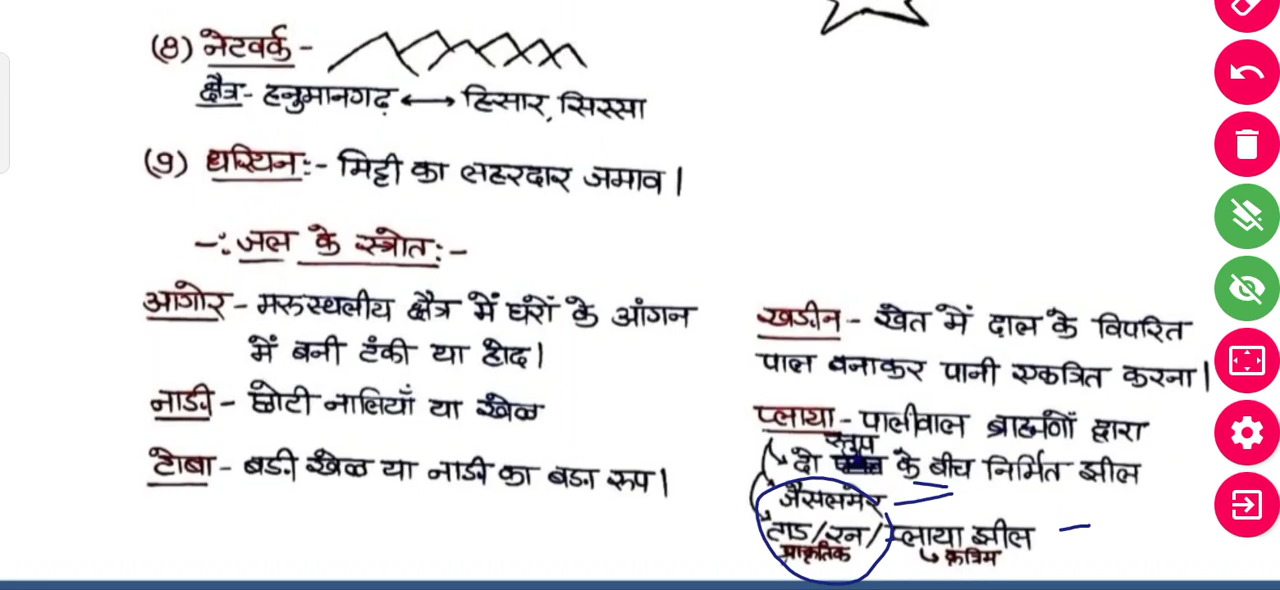 (8) नेटवर्क -
क्षैत्र - हनुमानगढ़ ⟷ हिसार, सिरसा
(9) धरियन :- मिट्टी का लहरदार जमाव।
-: जल के स्त्रोत :-
आगोर - मरुस्थलीय क्षैत्र में घरों के आंगन
में बनी टंकी या हौद।
नाडी - छोटी नालियाँ या खेळ
टोबा - बडी खेळ या नाडी का बडा रूप।
खडीन - खेत में दाल के विपरित
पाल बनाकर पानी एकत्रित करना।
प्लाया - पालीवाल ब्राह्मणों द्वारा
स्तूप
दो के बीच निर्मित झील
जैसलमेर
टाड/रन/प्लाया झील
प्राकृतिक कृत्रिम